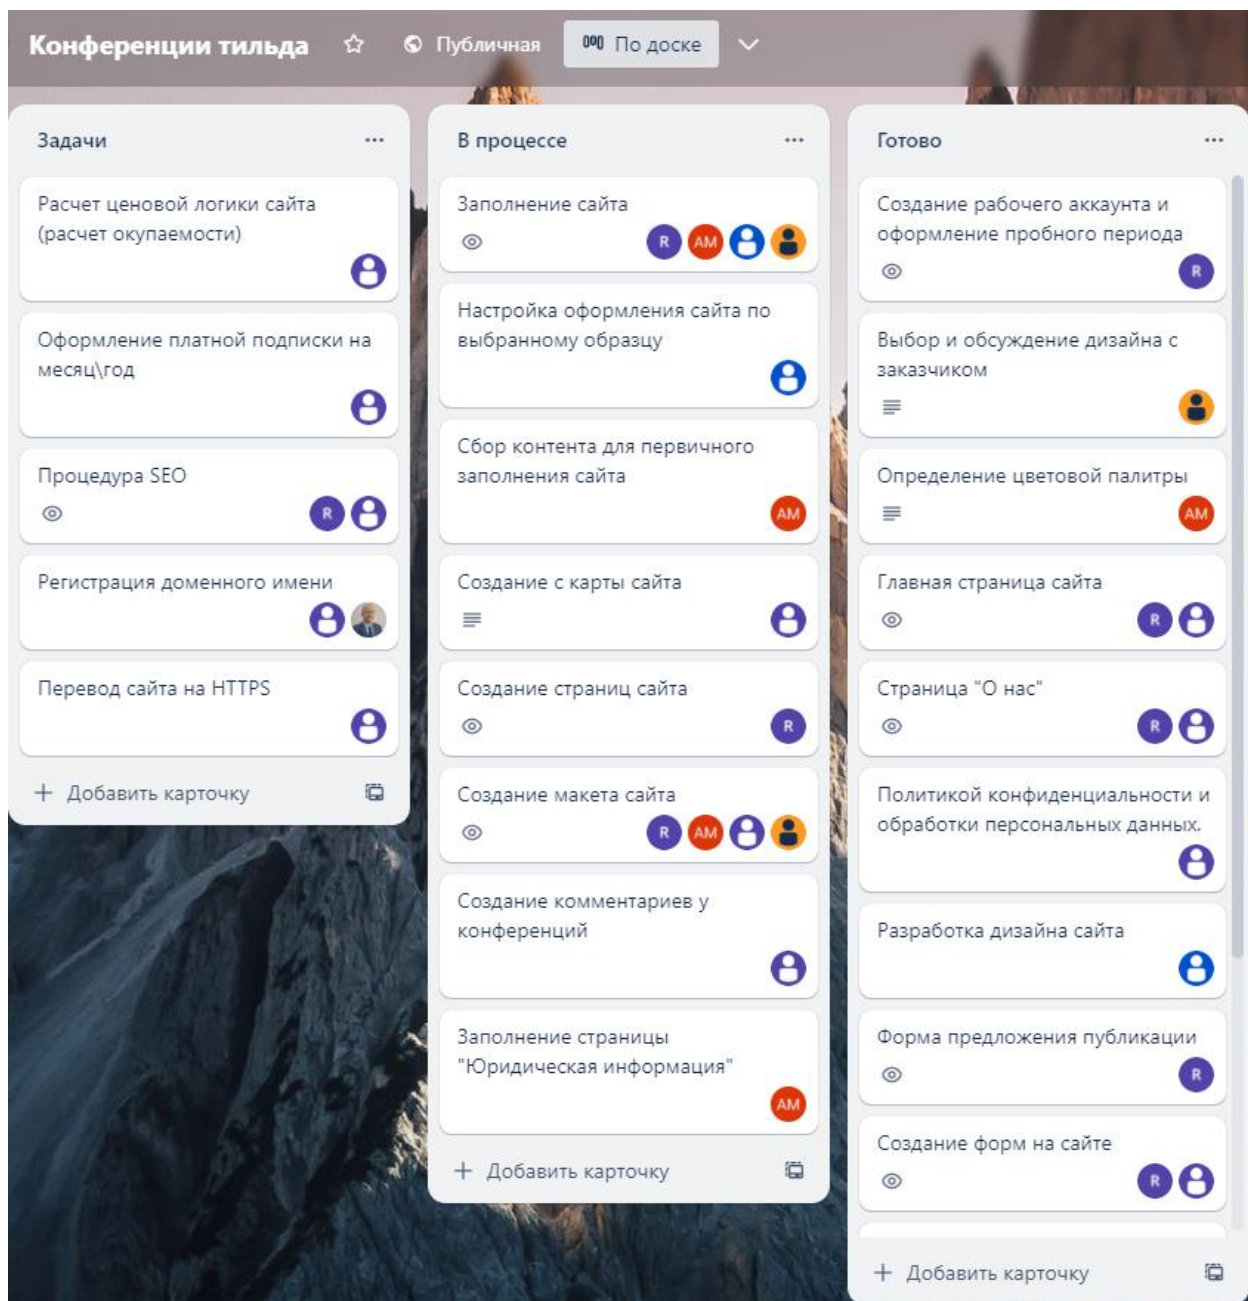 Конференции тильда
Публичная
По доске
Задачи
Расчет ценовой логики сайта
(расчет окупаемости)
Оформление платной подписки на
месяц\год
Процедура SEO
R
Регистрация доменного имени
Перевод сайта на HTTPS
+ Добавить карточку
В процессе
Заполнение сайта
R
AM
Настройка оформления сайта по
выбранному образцу
Сбор контента для первичного
заполнения сайта
AM
Создание с карты сайта
Создание страниц сайта
R
Создание макета сайта
R
AM
Создание комментариев у
конференций
Заполнение страницы
"Юридическая информация"
AM
+ Добавить карточку
Готово
Создание рабочего аккаунта и
оформление пробного периода
R
Выбор и обсуждение дизайна с
заказчиком
Определение цветовой палитры
AM
Главная страница сайта
R
Страница "О нас"
R
Политикой конфиденциальности и
обработки персональных данных.
Разработка дизайна сайта
Форма предложения публикации
R
Создание форм на сайте
R
+ Добавить карточку